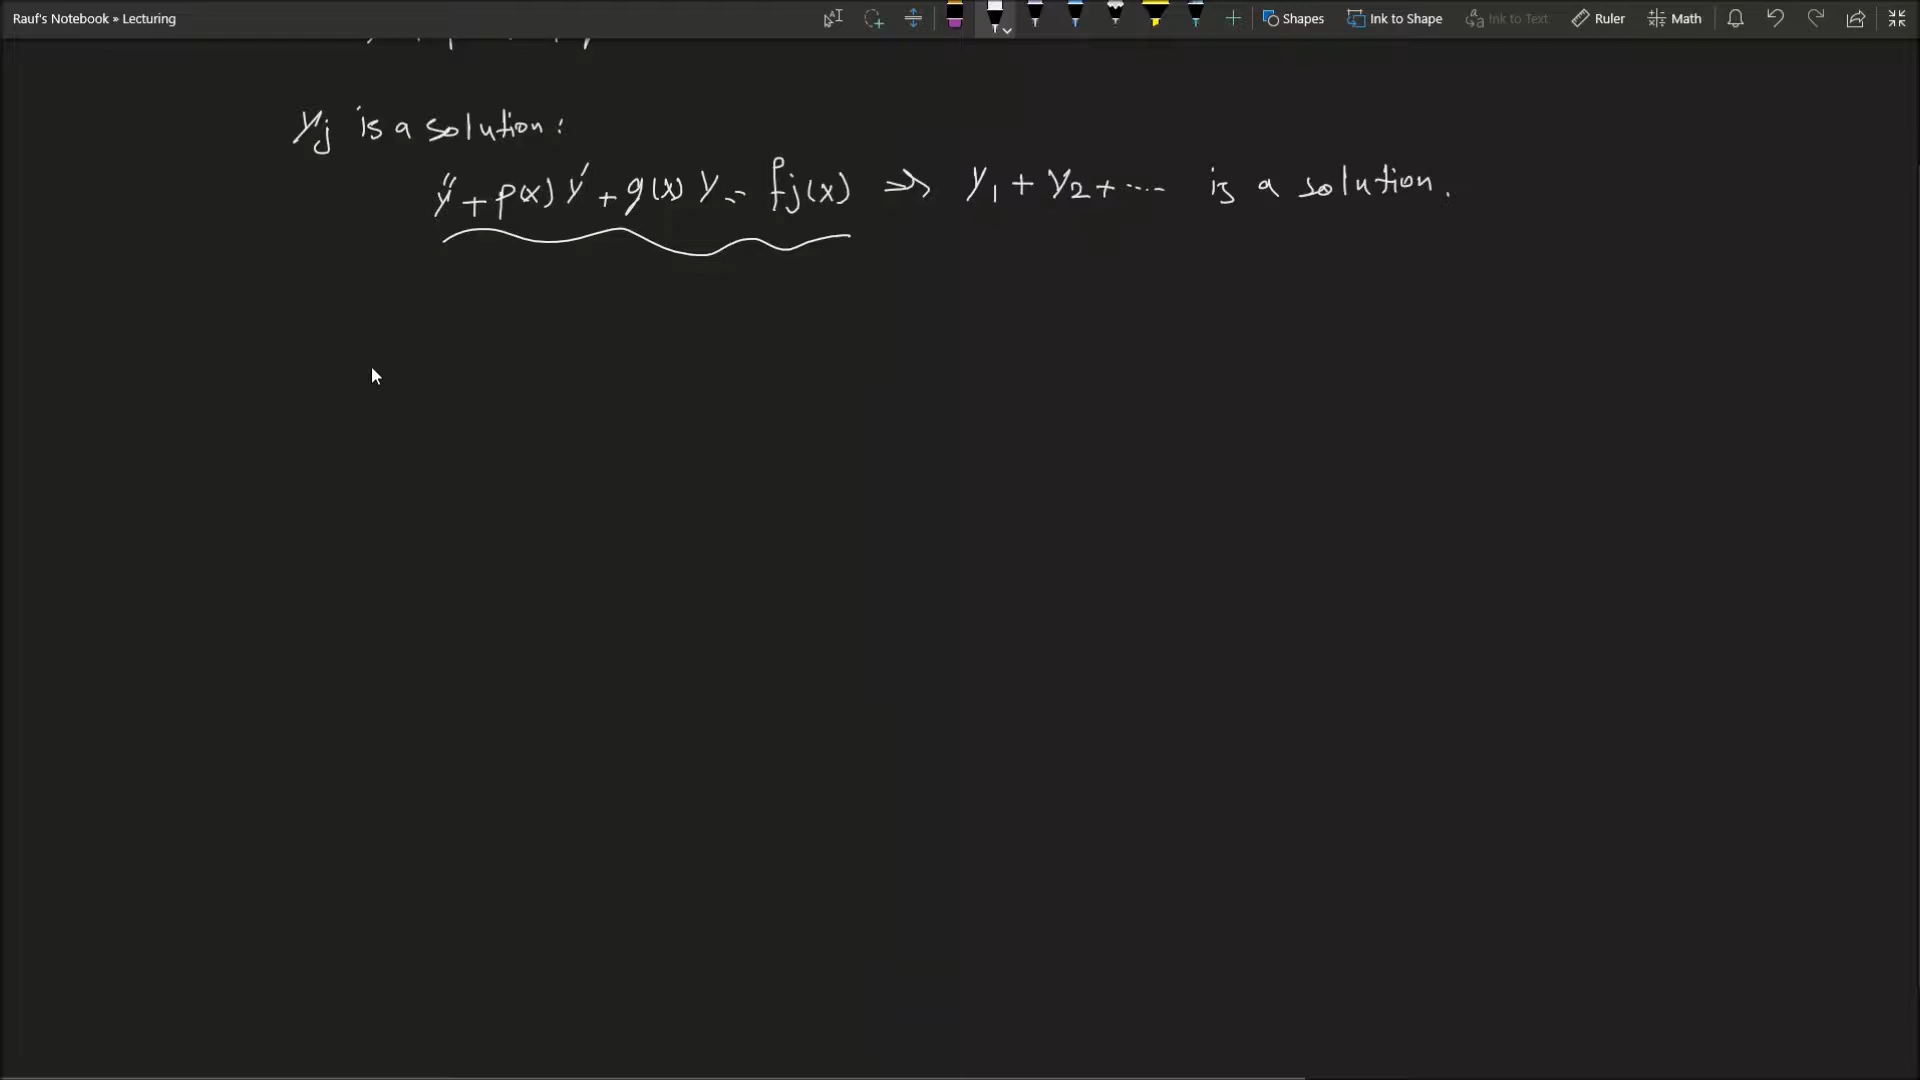 Rauf's Notebook » Lecturing Shapes Ink to Shape Ink to Text Ruler Math
yj is a solution:
y″ + p(x) y′ + q(x) y = fj(x) ⇒ y1 + y2 + .... is a solution.